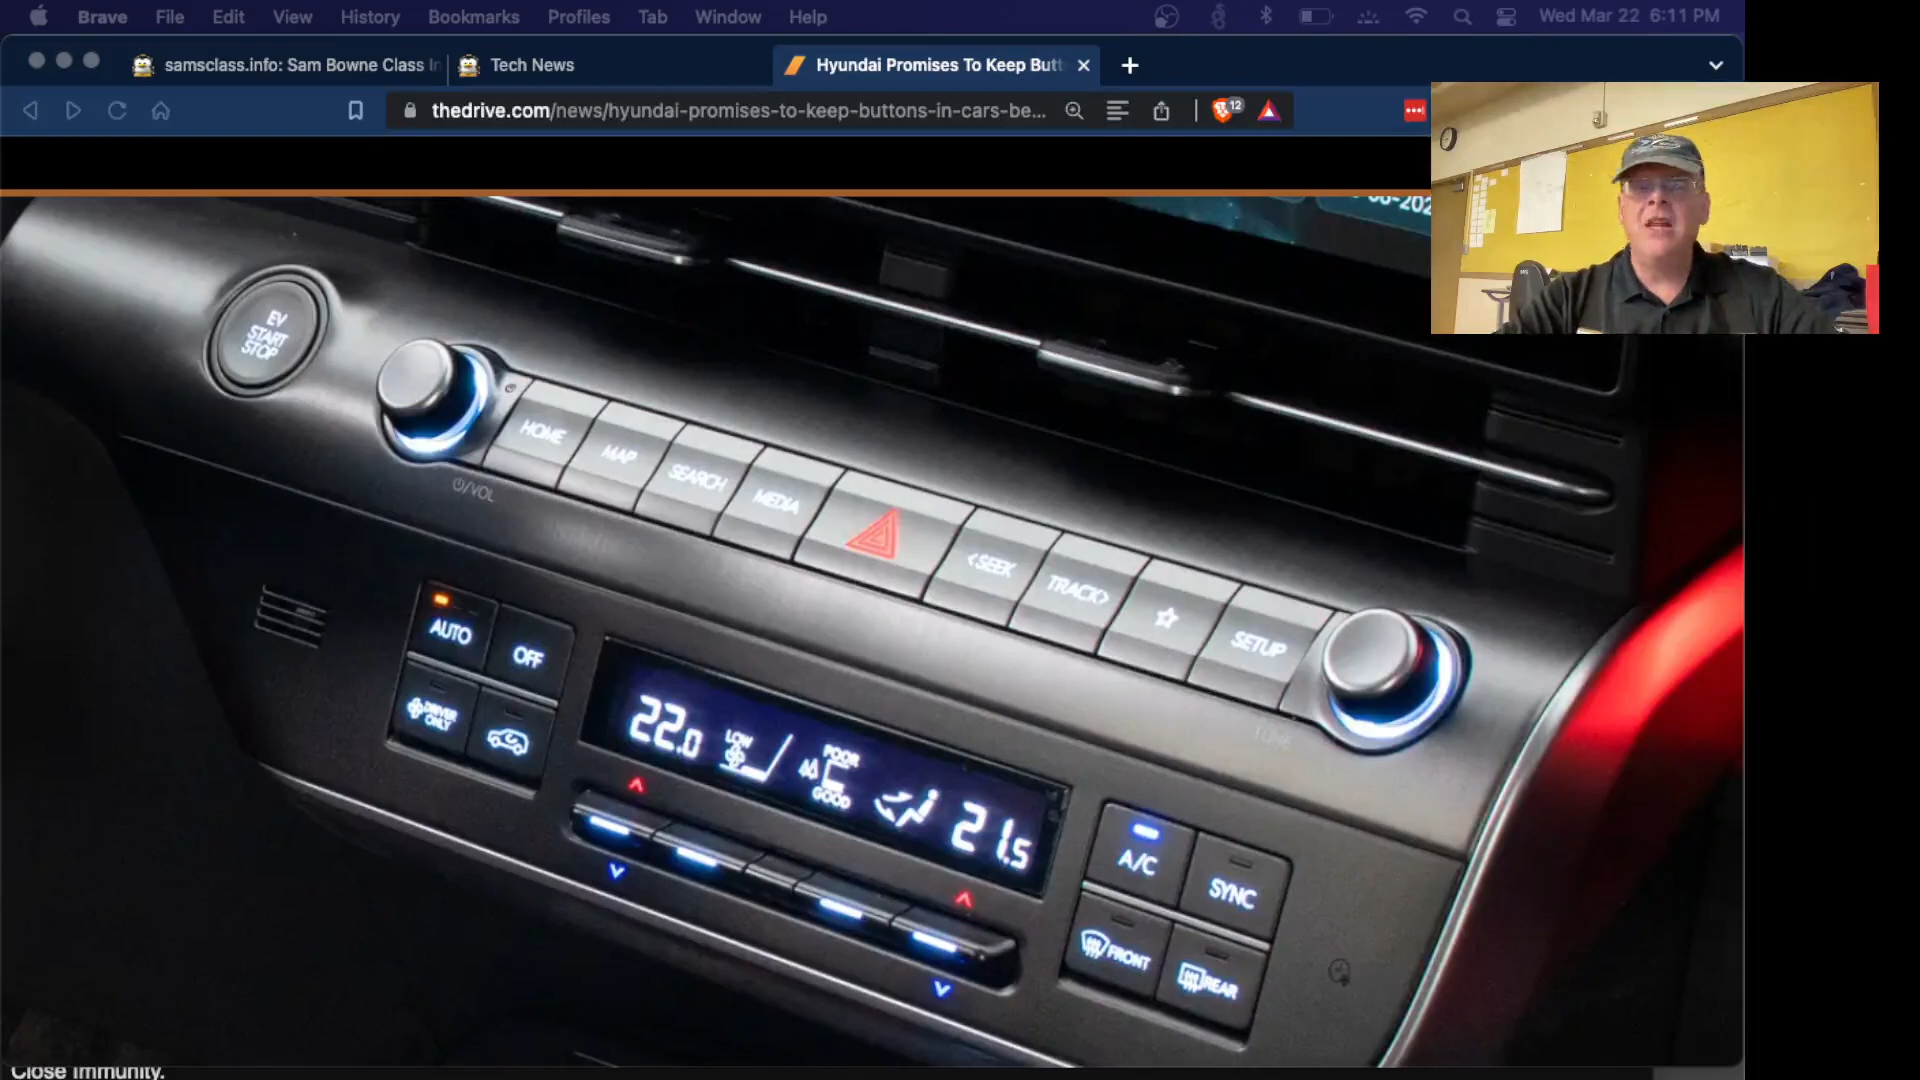 Brave File Edit View History Bookmarks Profiles Tab Window Help Wed Mar 22 6:11 PM
samsclass.info: Sam Bowne Class In Tech News Hyundai Promises To Keep Butt
thedrive.com/news/hyundai-promises-to-keep-buttons-in-cars-be... 12
EV
START
STOP
HOME MAP SEARCH MEDIA <SEEK TRACK> SETUP
/VOL
TUNE
AUTO OFF
DRIVER
ONLY
22.0 LOW POOR
GOOD 21.5
A/C SYNC
FRONT REAR
Close Immunity.